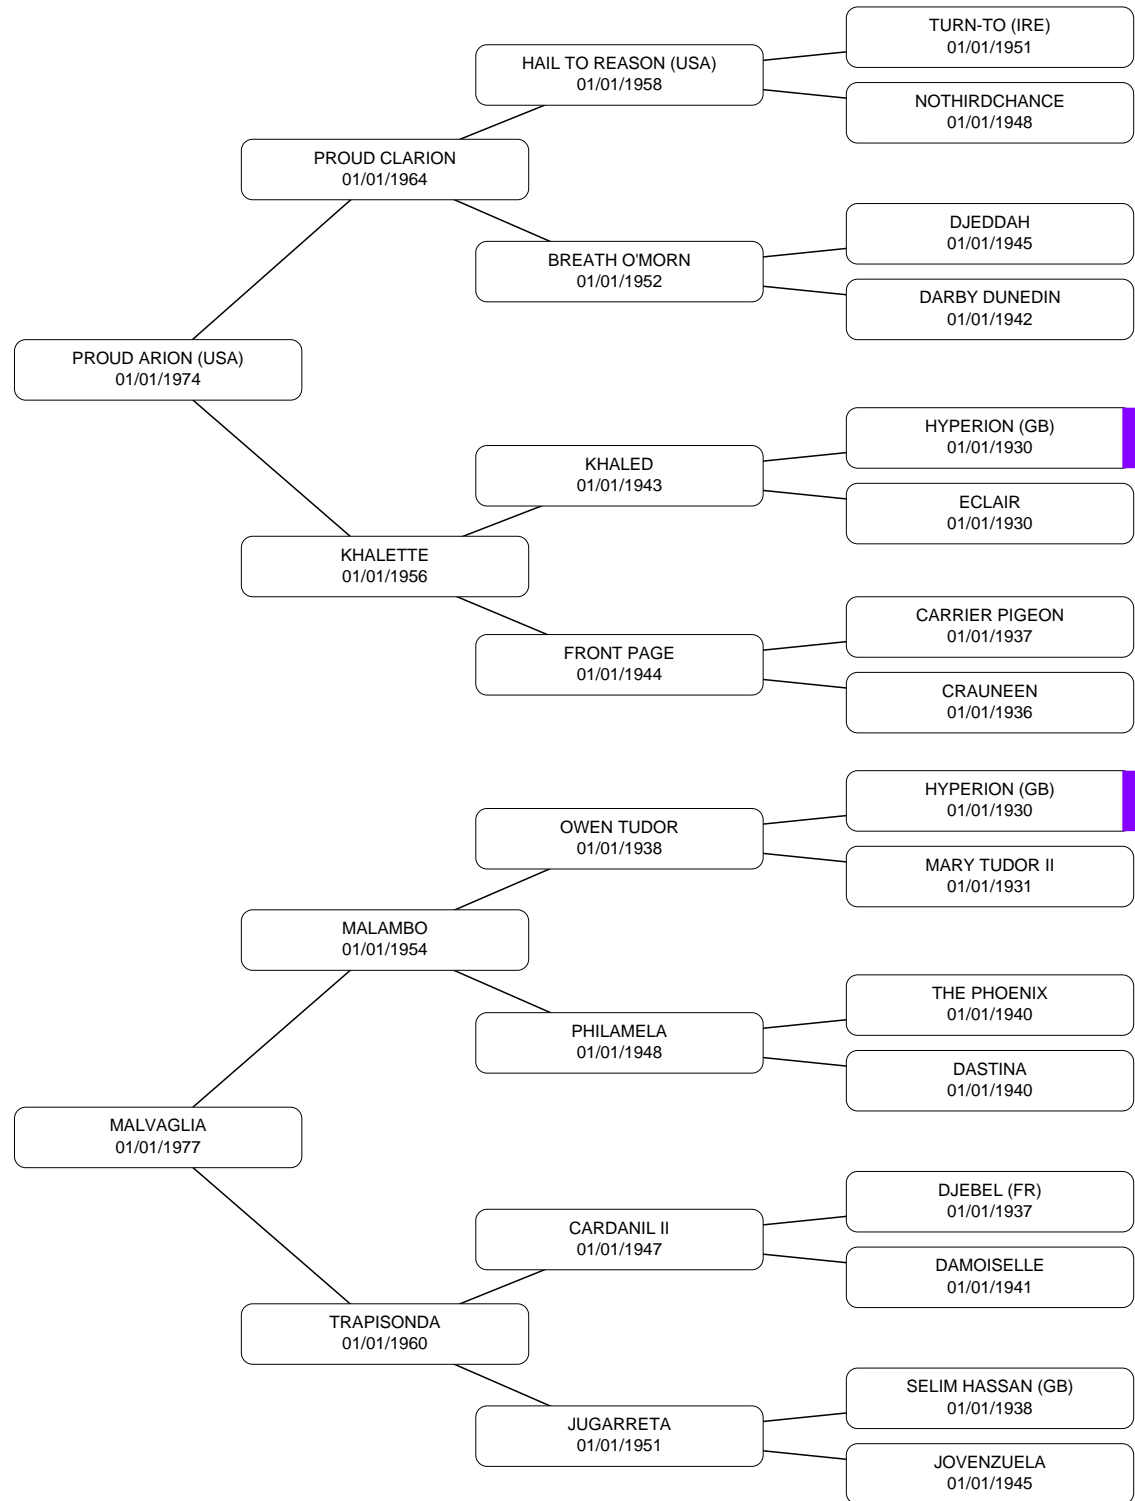 TURN-TO (IRE)
01/01/1951
HAIL TO REASON (USA)
01/01/1958
NOTHIRDCHANCE
01/01/1948
PROUD CLARION
01/01/1964
DJEDDAH
01/01/1945
BREATH O'MORN
01/01/1952
DARBY DUNEDIN
01/01/1942
PROUD ARION (USA)
01/01/1974
HYPERION (GB)
01/01/1930
KHALED
01/01/1943
ECLAIR
01/01/1930
KHALETTE
01/01/1956
CARRIER PIGEON
01/01/1937
FRONT PAGE
01/01/1944
CRAUNEEN
01/01/1936
HYPERION (GB)
01/01/1930
OWEN TUDOR
01/01/1938
MARY TUDOR II
01/01/1931
MALAMBO
01/01/1954
THE PHOENIX
01/01/1940
PHILAMELA
01/01/1948
DASTINA
01/01/1940
MALVAGLIA
01/01/1977
DJEBEL (FR)
01/01/1937
CARDANIL II
01/01/1947
DAMOISELLE
01/01/1941
TRAPISONDA
01/01/1960
SELIM HASSAN (GB)
01/01/1938
JUGARRETA
01/01/1951
JOVENZUELA
01/01/1945